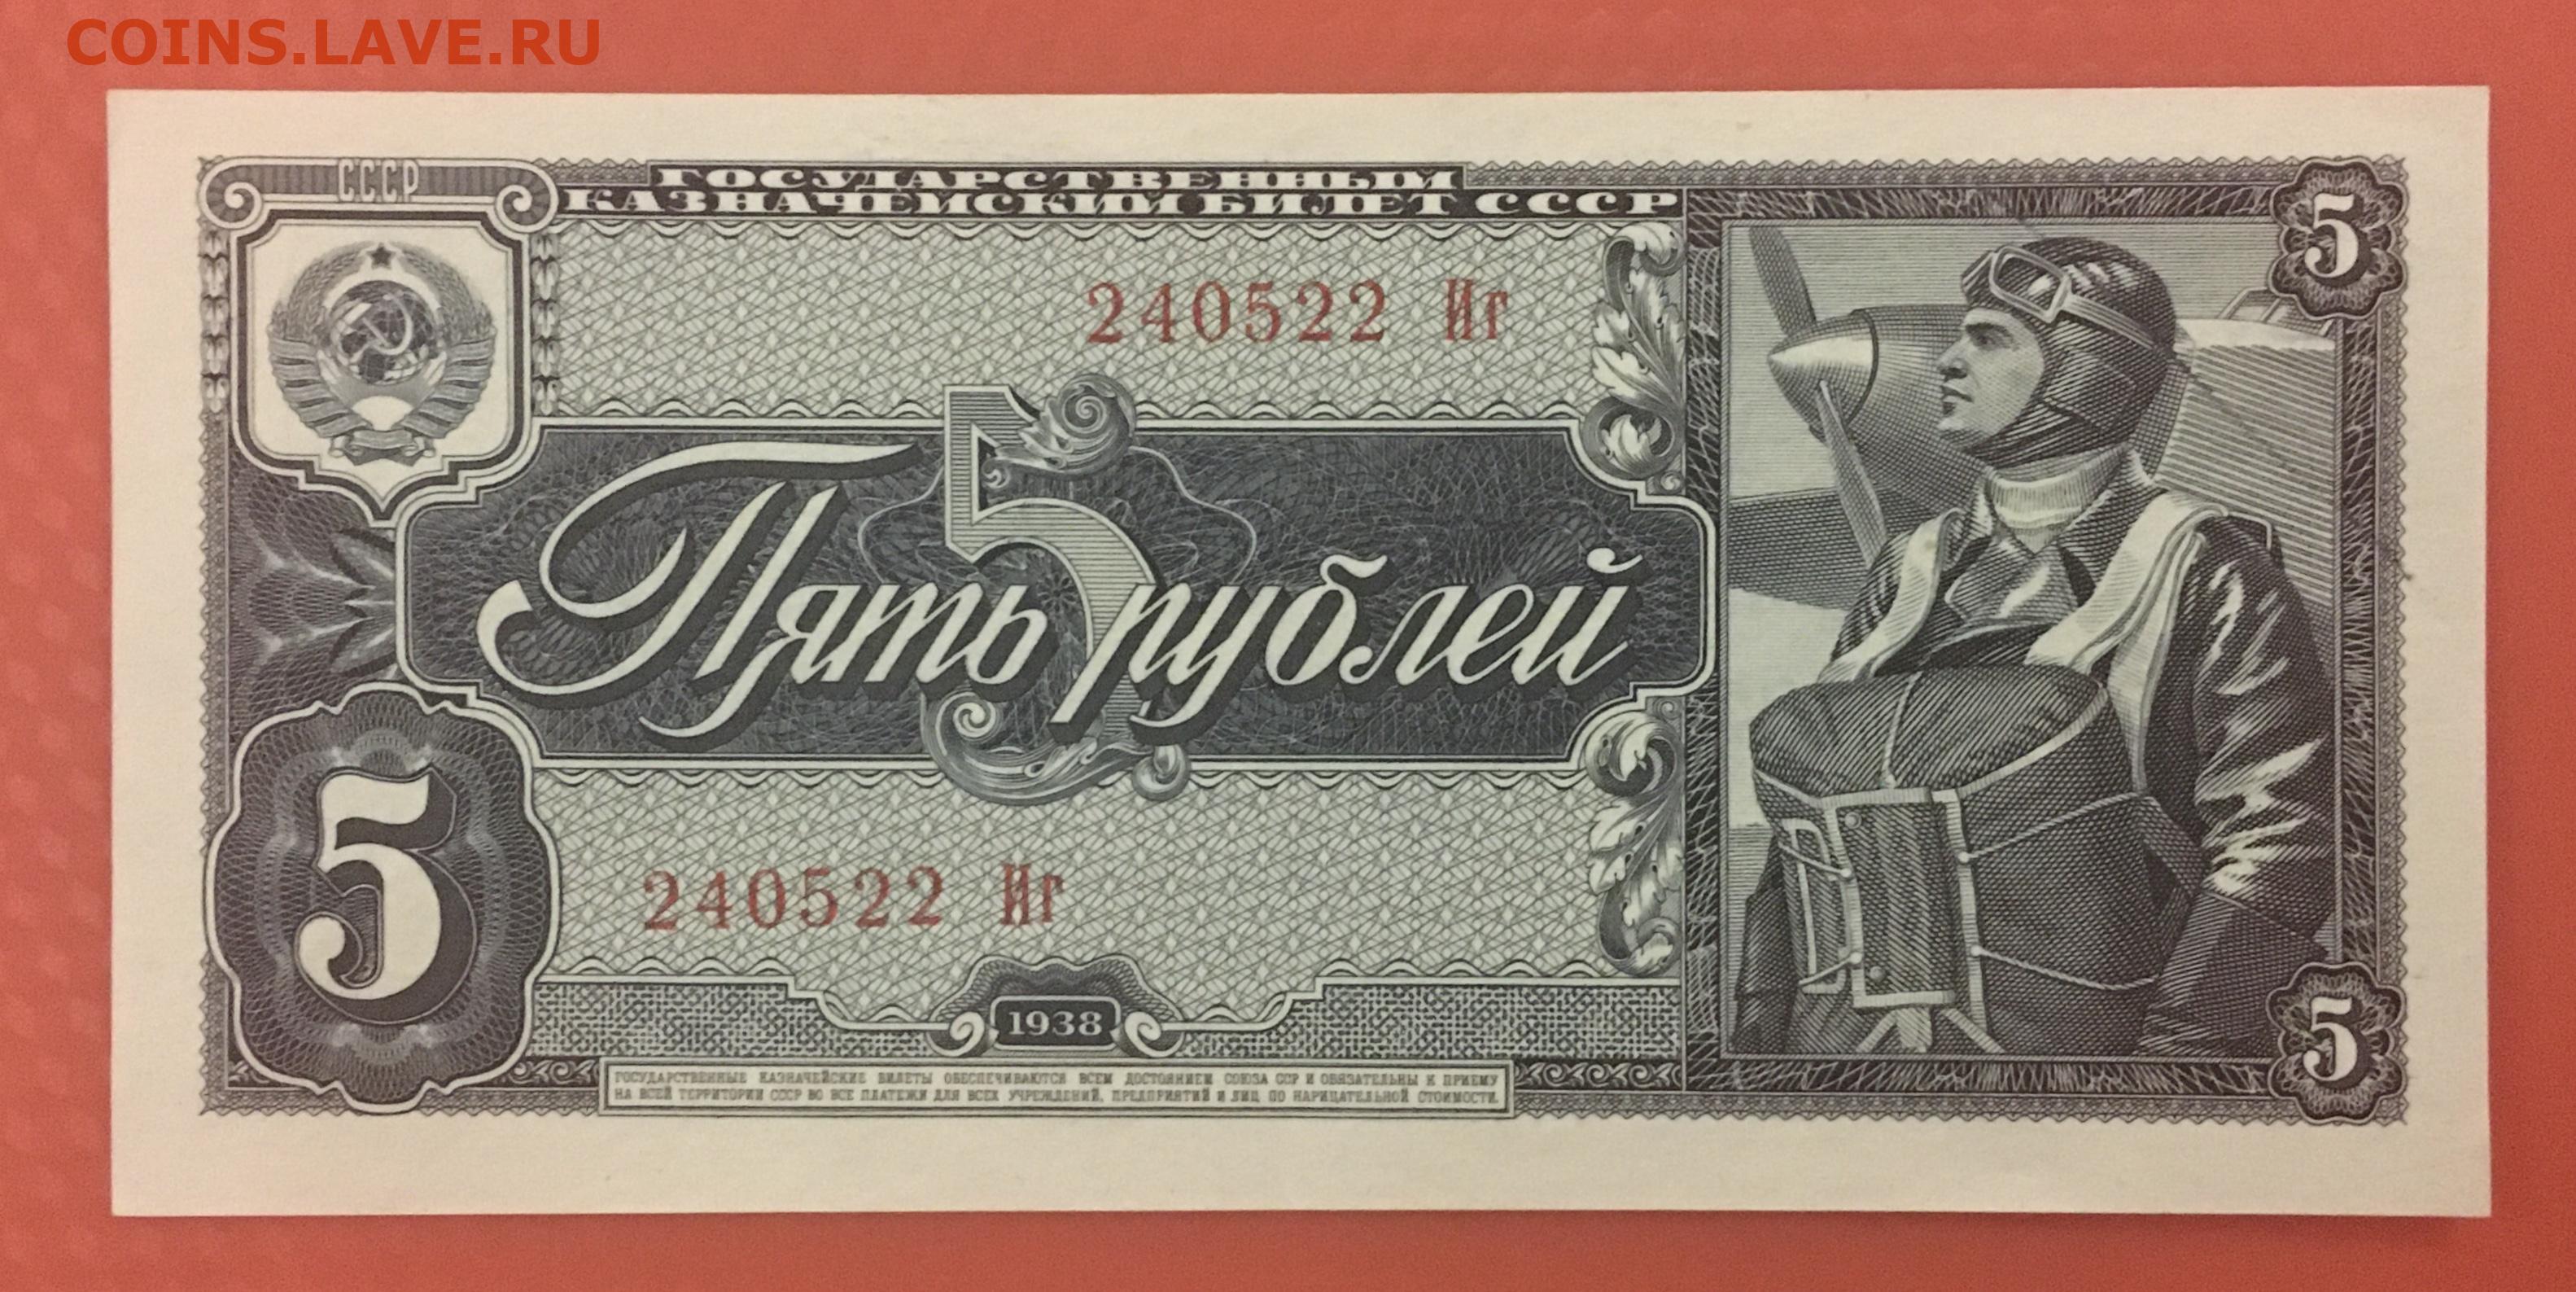 COINS.LAVE.RU
СССР
ГОСУДАРСТВЕННЫЙ
КАЗНАЧЕЙСКИЙ БИЛЕТ СССР
5
240522 Иг
5
Пять рублей
240522 Иг
5
1938
5
ГОСУДАРСТВЕННЫЕ КАЗНАЧЕЙСКИЕ БИЛЕТЫ ОБЕСПЕЧИВАЮТСЯ ВСЕМ ДОСТОЯНИЕМ СОЮЗА ССР И ОБЯЗАТЕЛЬНЫ К ПРИЕМУ
НА ВСЕЙ ТЕРРИТОРИИ СССР ВО ВСЕ ПЛАТЕЖИ ДЛЯ ВСЕХ УЧРЕЖДЕНИЙ, ПРЕДПРИЯТИЙ И ЛИЦ ПО НАРИЦАТЕЛЬНОЙ СТОИМОСТИ.